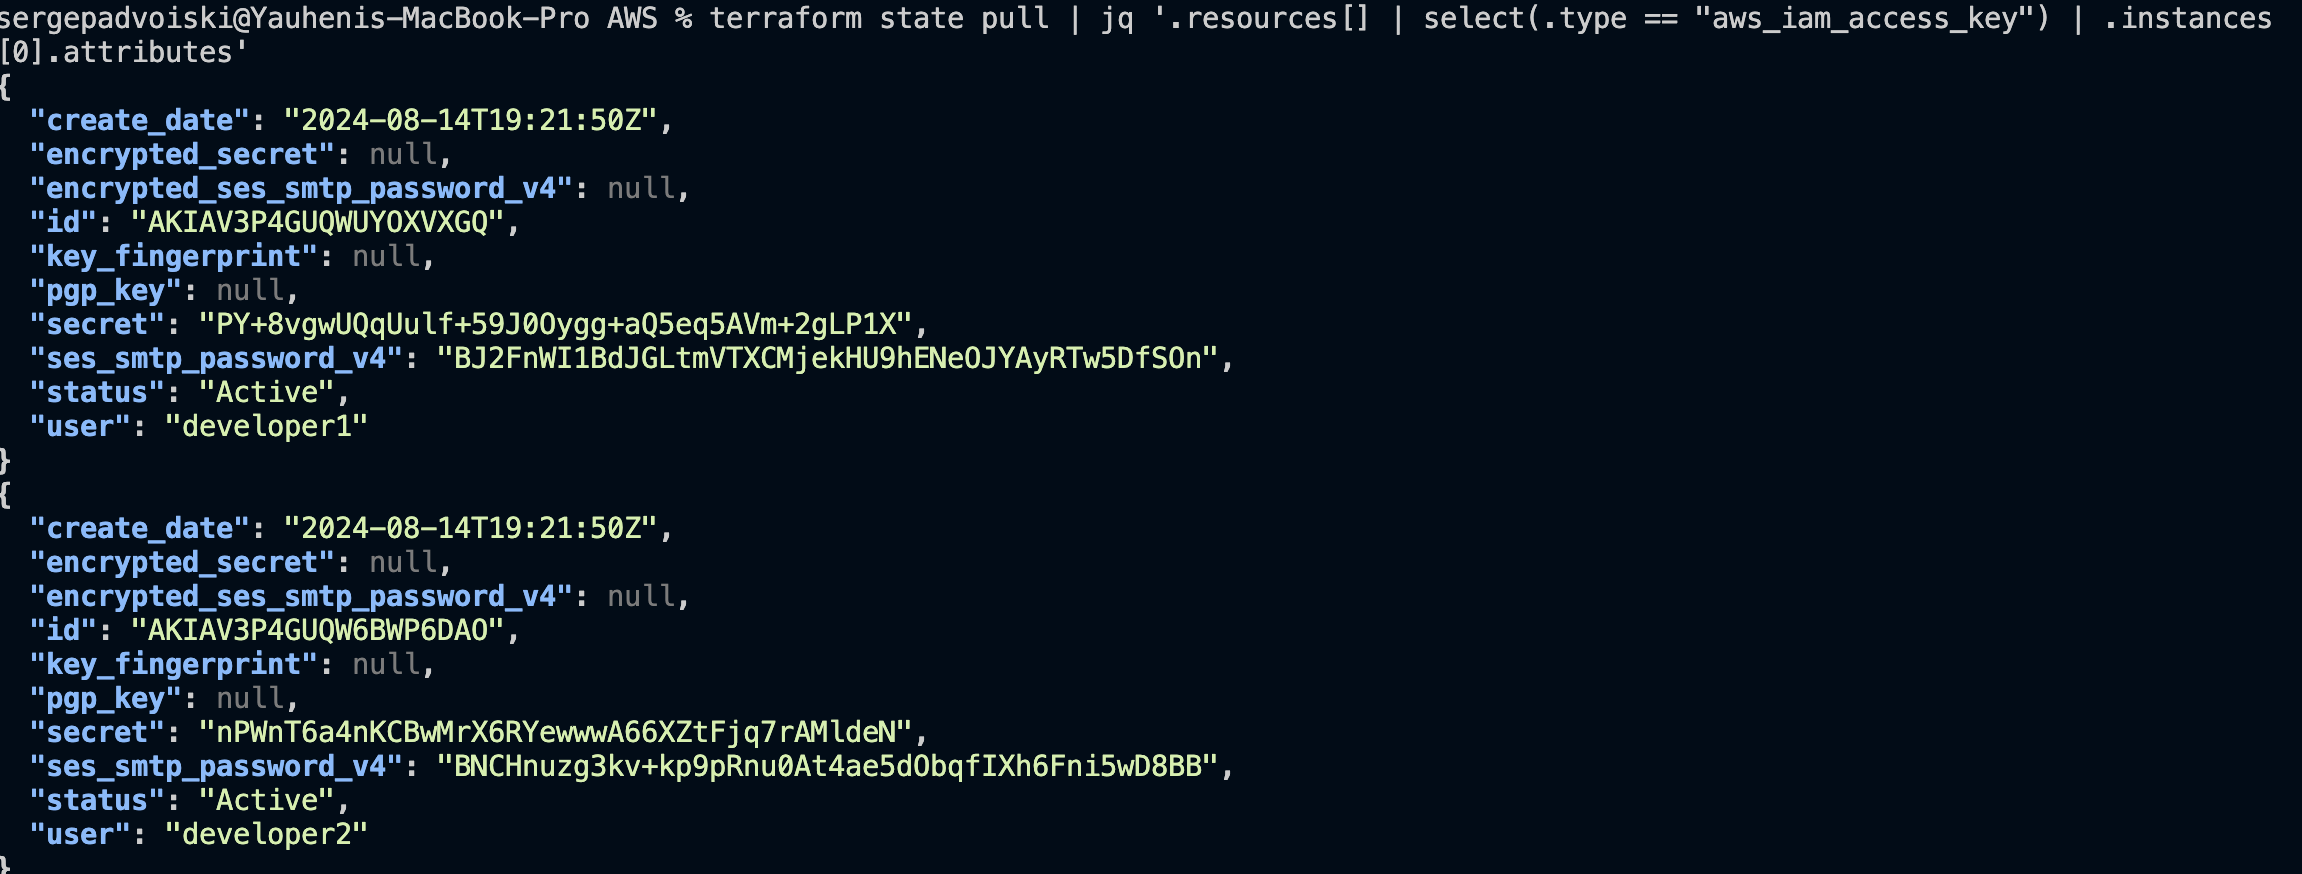 sergepadvoiski@Yauhenis-MacBook-Pro AWS % terraform state pull | jq '.resources[] | select(.type == "aws_iam_access_key") | .instances
[0].attributes'
{
"create_date": "2024-08-14T19:21:50Z",
"encrypted_secret": null,
"encrypted_ses_smtp_password_v4": null,
"id": "AKIAV3P4GUQWUYOXVXGQ",
"key_fingerprint": null,
"pgp_key": null,
"secret": "PY+8vgwUQqUulf+59J0Oygg+aQ5eq5AVm+2gLP1X",
"ses_smtp_password_v4": "BJ2FnWI1BdJGLtmVTXCMjekHU9hENeOJYAyRTw5DfSOn",
"status": "Active",
"user": "developer1"
}
{
"create_date": "2024-08-14T19:21:50Z",
"encrypted_secret": null,
"encrypted_ses_smtp_password_v4": null,
"id": "AKIAV3P4GUQW6BWP6DAO",
"key_fingerprint": null,
"pgp_key": null,
"secret": "nPWnT6a4nKCBwMrX6RYewwwA66XZtFjq7rAMldeN",
"ses_smtp_password_v4": "BNCHnuzg3kv+kp9pRnu0At4ae5dObqfIXh6Fni5wD8BB",
"status": "Active",
"user": "developer2"
}